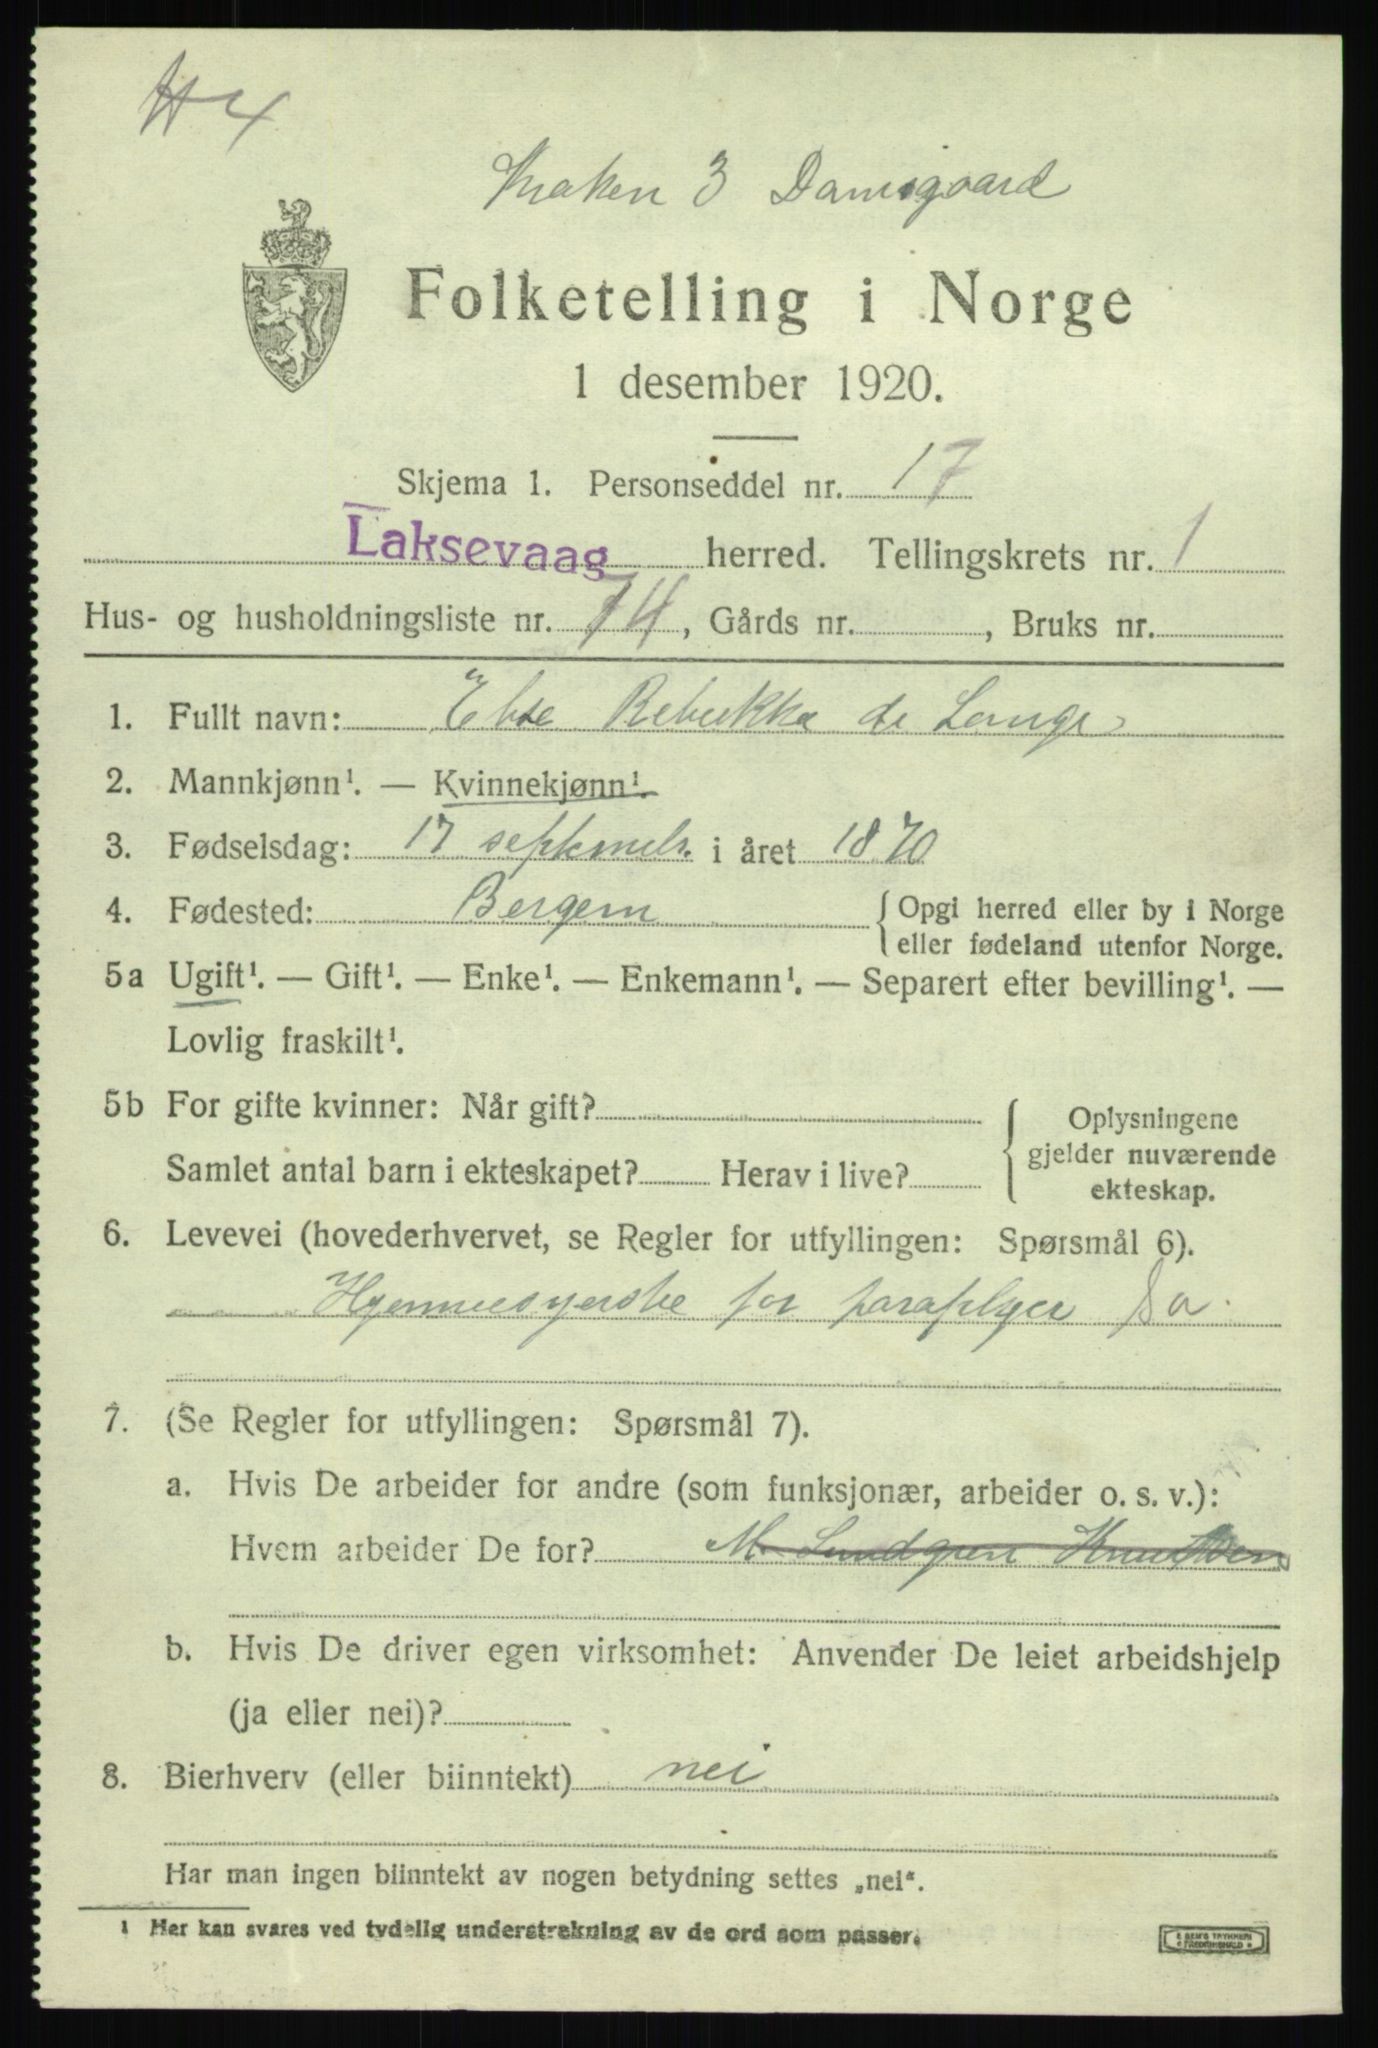 Kraken 3 Damsgaard
Folketelling i Norge
1 desember 1920.
Skjema 1. Personseddel nr. 17
Laksevaag herred. Tellingskrets nr. 1
Hus- og husholdningsliste nr. 74, Gårds nr. , Bruks nr.
1. Fullt navn: Rebekka de Lange
2. Mannkjønn¹. — Kvinnekjønn¹.
3. Fødselsdag: 17 september i året 1870
4. Fødested: Bergen { Opgi herred eller by i Norge
eller fødeland utenfor Norge.
5a Ugift¹. — Gift¹. — Enke¹. — Enkemann¹. — Separert efter bevilling¹. —
Lovlig fraskilt¹.
5b For gifte kvinner: Når gift? { Oplysningene
gjelder nuværende
Samlet antal barn i ekteskapet? Herav i live?
ekteskap.
6. Levevei (hovederhvervet, se Regler for utfyllingen: Spørsmål 6).
Hjemmesyerske for paraplyer
7. (Se Regler for utfyllingen: Spørsmål 7).
a. Hvis De arbeider for andre (som funksjonær, arbeider o. s. v.):
Hvem arbeider De for? M. Lundgren Knudsen
b. Hvis De driver egen virksomhet: Anvender De leiet arbeidshjelp
(ja eller nei)?
8. Bierhverv (eller biinntekt) nei
Har man ingen biinntekt av nogen betydning settes „nei".
¹ Her kan svares ved tydelig understrekning av de ord som passer.